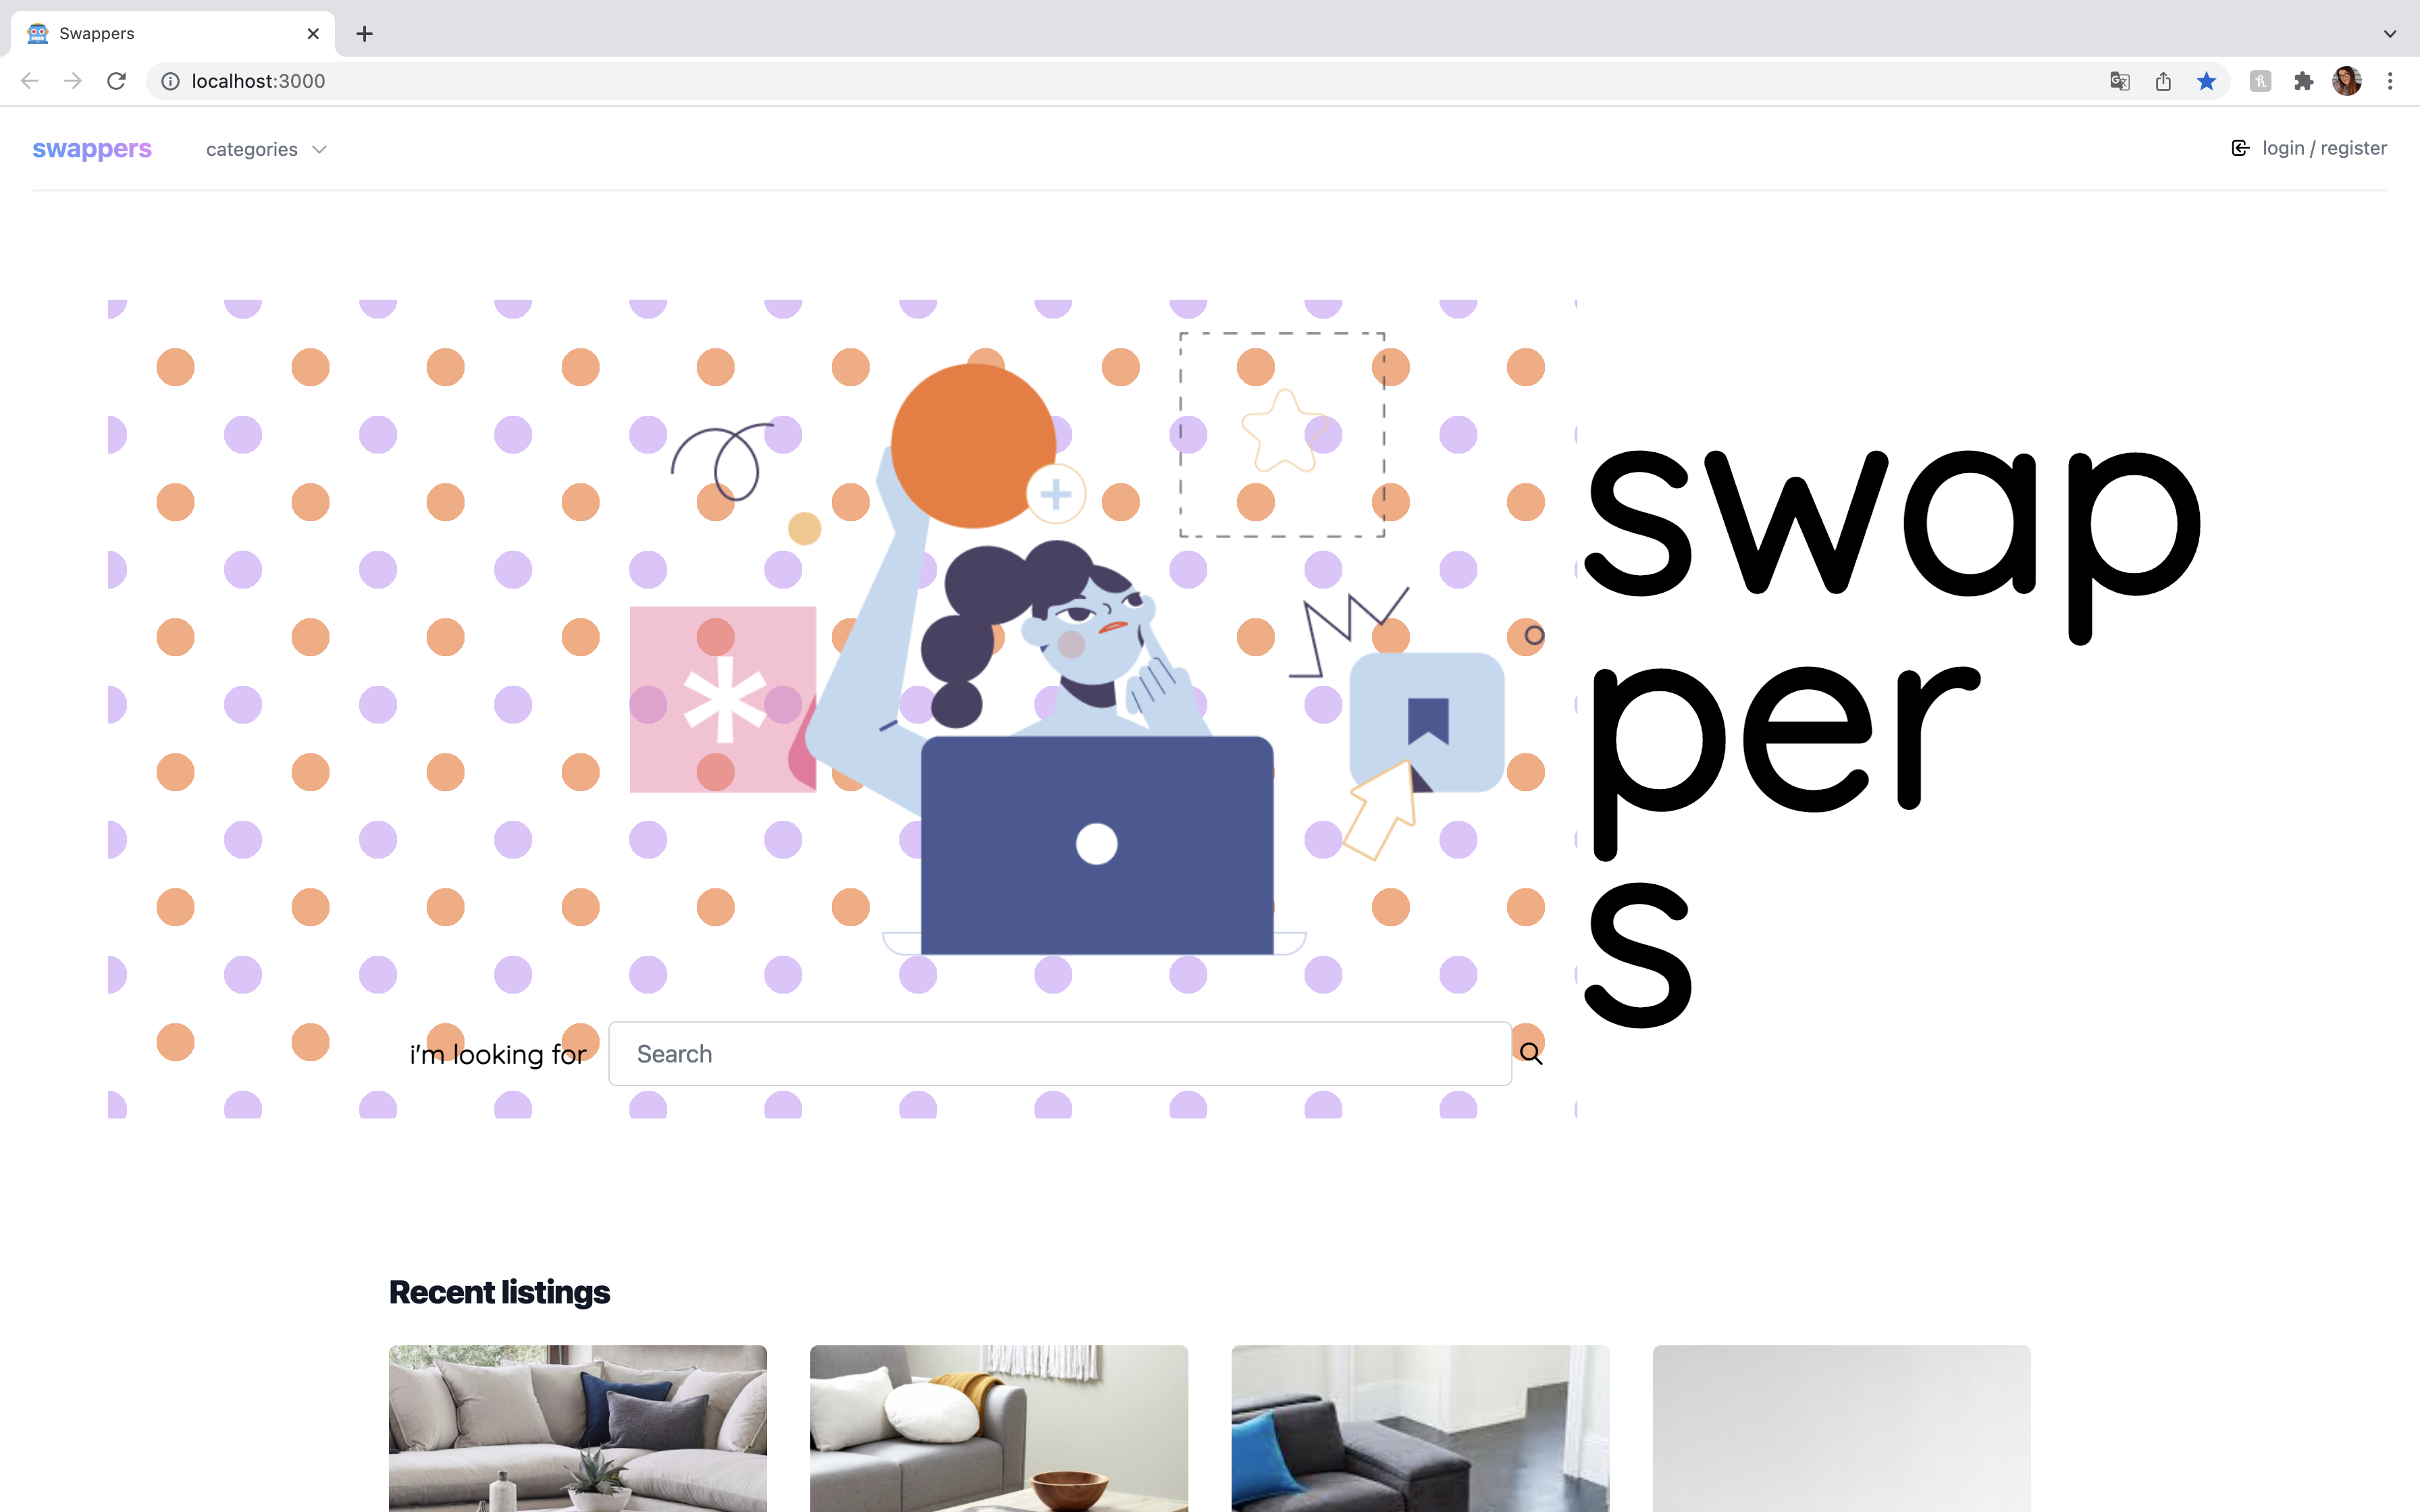 Swappers
localhost:3000
swappers categories login / register
swap
per
s
i'm looking for Search
Recent listings